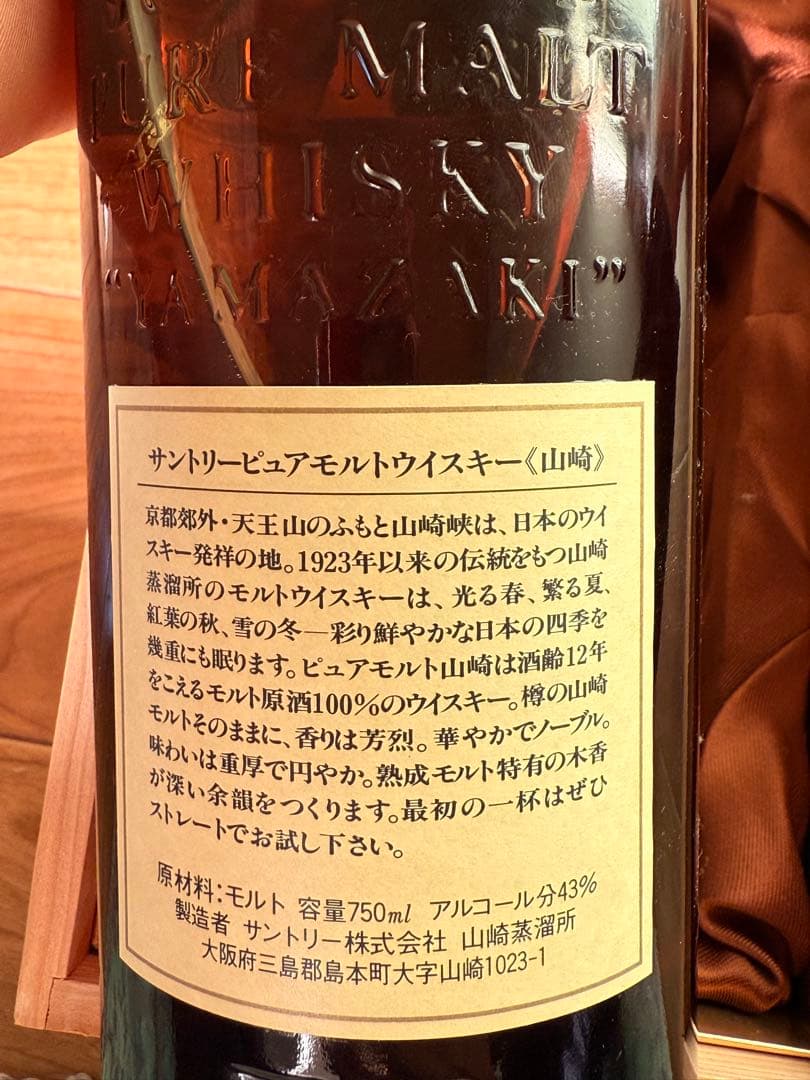 PURE MALT
WHISKY
"YAMAZAKI"
サントリーピュアモルトウイスキー《山崎》
京都郊外・天王山のふもと山崎峡は、日本のウイ
スキー発祥の地。1923年以来の伝統をもつ山崎
蒸溜所のモルトウイスキーは、光る春、繁る夏、
紅葉の秋、雪の冬―彩り鮮やかな日本の四季を
幾重にも眠ります。ピュアモルト山崎は酒齢12年
をこえるモルト原酒100%のウイスキー。樽の山崎
モルトそのままに、香りは芳烈。華やかでノーブル。
味わいは重厚で円やか。熟成モルト特有の木香
が深い余韻をつくります。最初の一杯はぜひ
ストレートでお試し下さい。
原材料:モルト 容量750ml アルコール分43%
製造者 サントリー株式会社 山崎蒸溜所
大阪府三島郡島本町大字山崎1023-1